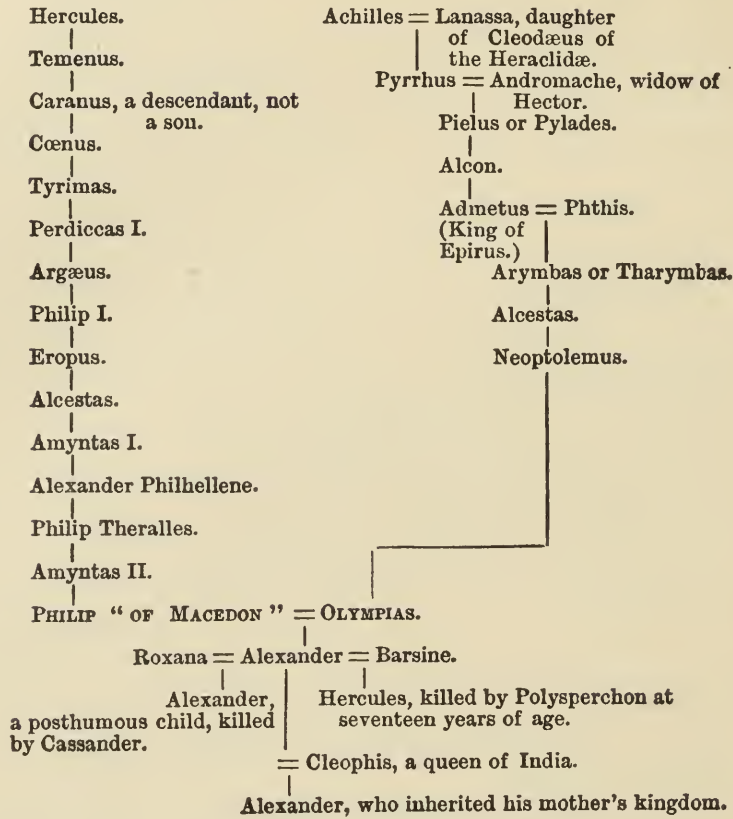 Hercules.
Temenus.
Caranus, a descendant, not
a son.
Cœnus.
Tyrimas.
Perdiccas I.
Argæus.
Philip I.
Eropus.
Alcestas.
Amyntas I.
Alexander Philhellene.
Philip Theralles.
Amyntas II.
Achilles = Lanassa, daughter
of Cleodæus of
the Heraclidæ.
Pyrrhus = Andromache, widow of
Hector.
Pielus or Pylades.
Alcon.
Admetus = Phthis.
(King of
Epirus.)
Arymbas or Tharymbas.
Alcestas.
Neoptolemus.
PHILIP “ OF MACEDON ” = OLYMPIAS.
Roxana = Alexander = Barsine.
Alexander,
a posthumous child, killed
by Cassander.
Hercules, killed by Polysperchon at
seventeen years of age.
= Cleophis, a queen of India.
Alexander, who inherited his mother’s kingdom.